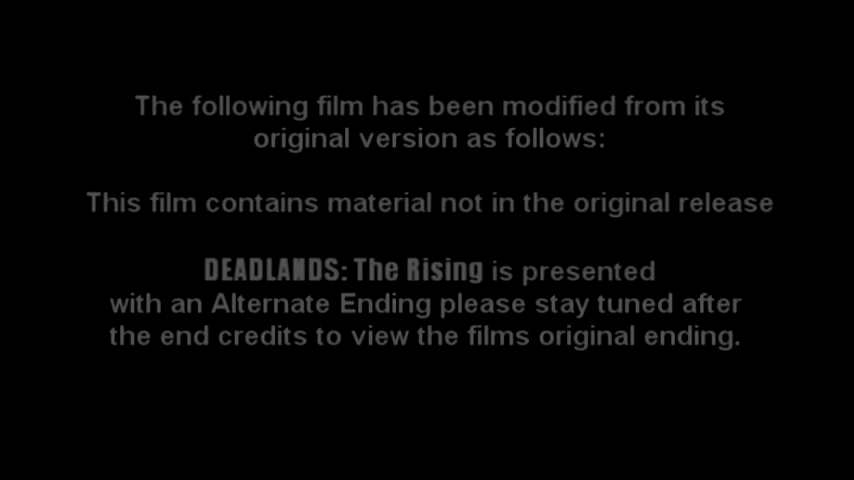 The following film has been modified from its
original version as follows:
This film contains material not in the original release
DEADLANDS: The Rising is presented
with an Alternate Ending please stay tuned after
the end credits to view the films original ending.